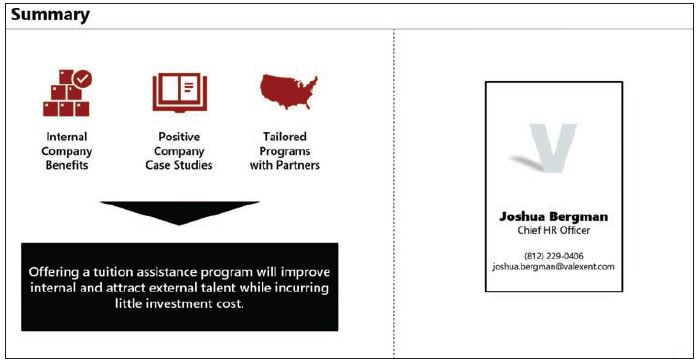 Summary
Internal
Company
Benefits
Positive
Company
Case Studies
Tailored
Programs
with Partners
Offering a tuition assistance program will improve
internal and attract external talent while incurring
little investment cost.
V
Joshua Bergman
Chief HR Officer
(812) 229-0406
joshua.bergman@valexent.com